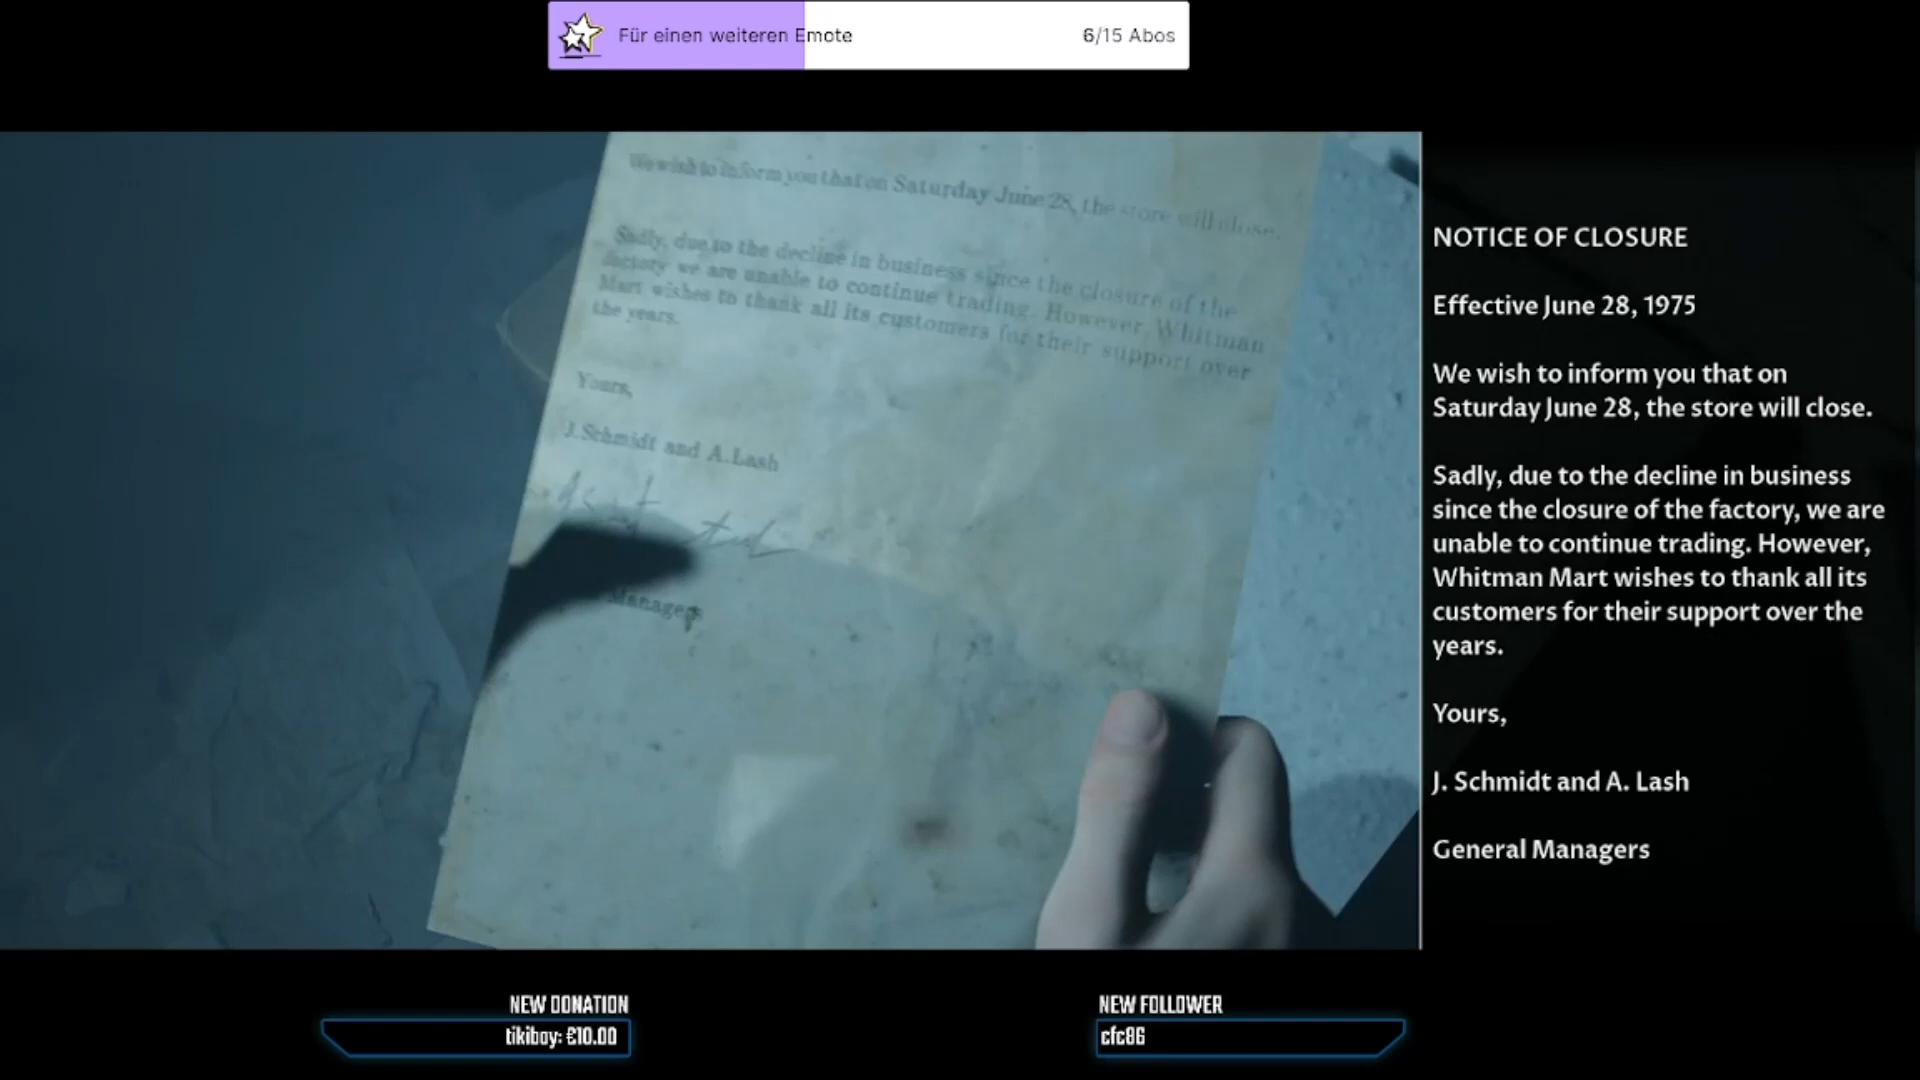 Für einen weiteren Emote
6/15 Abos
We wish to inform you that on Saturday June 28, the store will close.
Sadly, due to the decline in business since the closure of the
factory we are unable to continue trading. However, Whitman
Mart wishes to thank all its customers for their support over
the years.
Yours,
J. Schmidt and A. Lash
Managers
NOTICE OF CLOSURE
Effective June 28, 1975
We wish to inform you that on
Saturday June 28, the store will close.
Sadly, due to the decline in business
since the closure of the factory, we are
unable to continue trading. However,
Whitman Mart wishes to thank all its
customers for their support over the
years.
Yours,
J. Schmidt and A. Lash
General Managers
NEW DONATION
tikiboy: €10.00
NEW FOLLOWER
cfc86